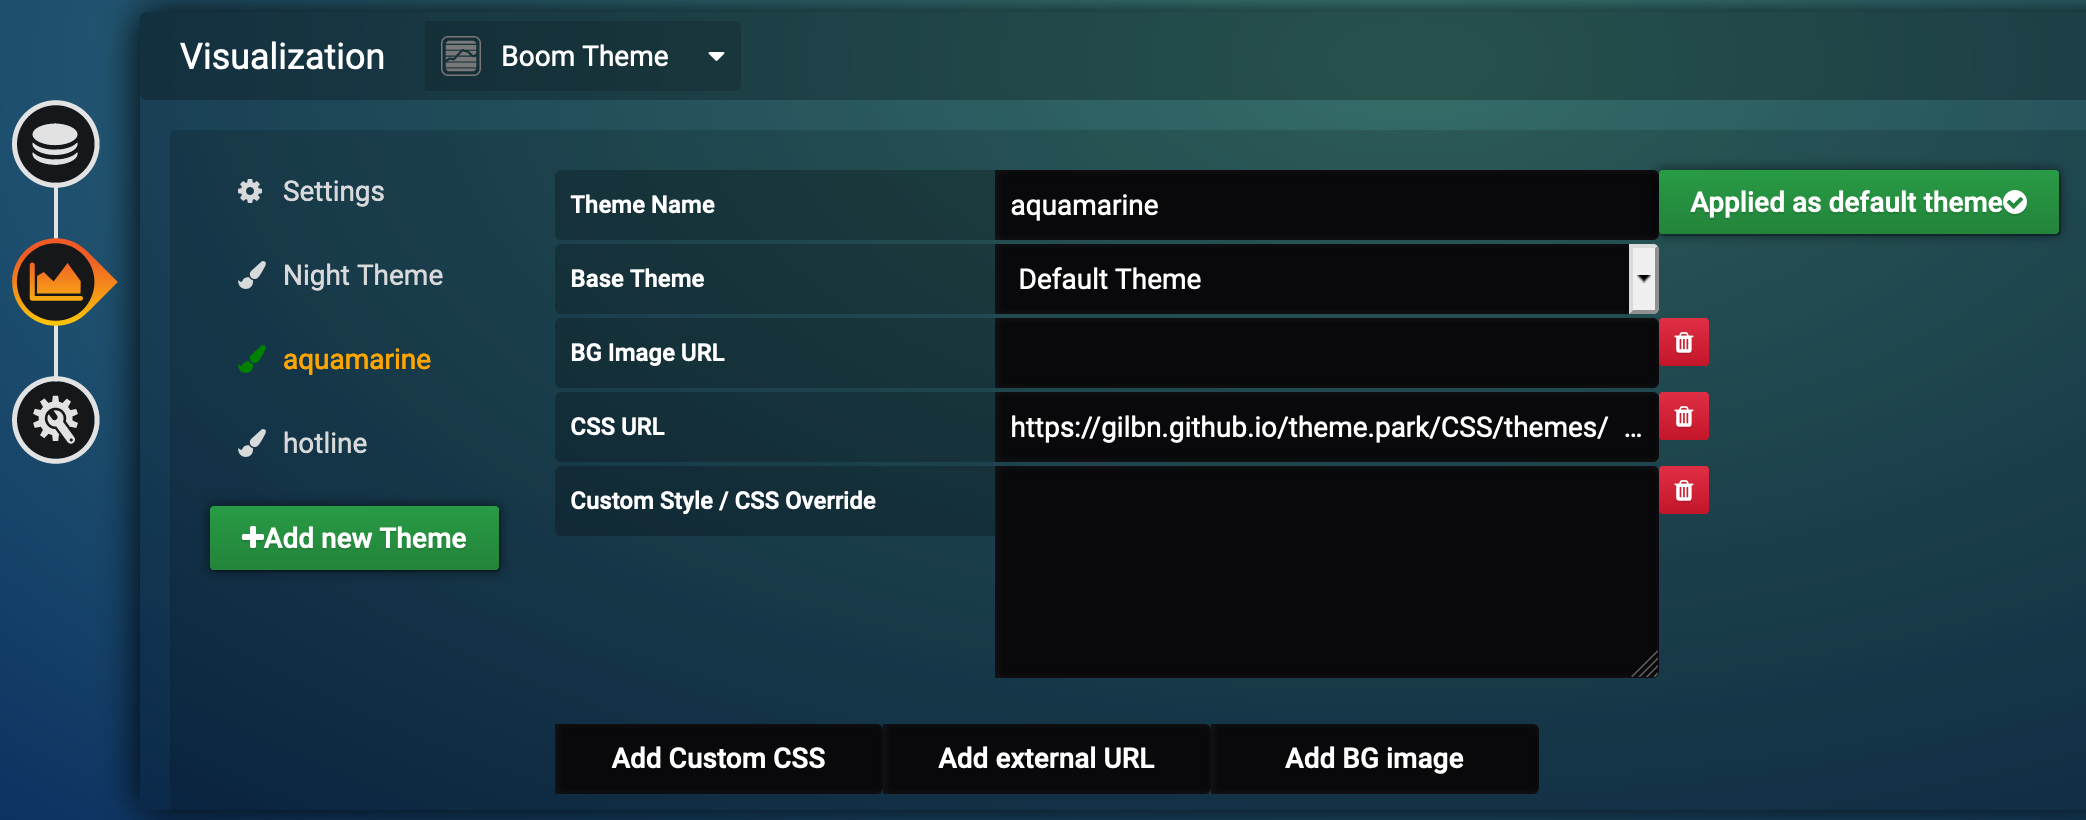 Visualization
Boom Theme
Settings
Night Theme
aquamarine
hotline
Add new Theme
Theme Name
aquamarine
Applied as default theme
Base Theme
Default Theme
BG Image URL
CSS URL
https://gilbn.github.io/theme.park/CSS/themes/ ...
Custom Style / CSS Override
Add Custom CSS
Add external URL
Add BG image